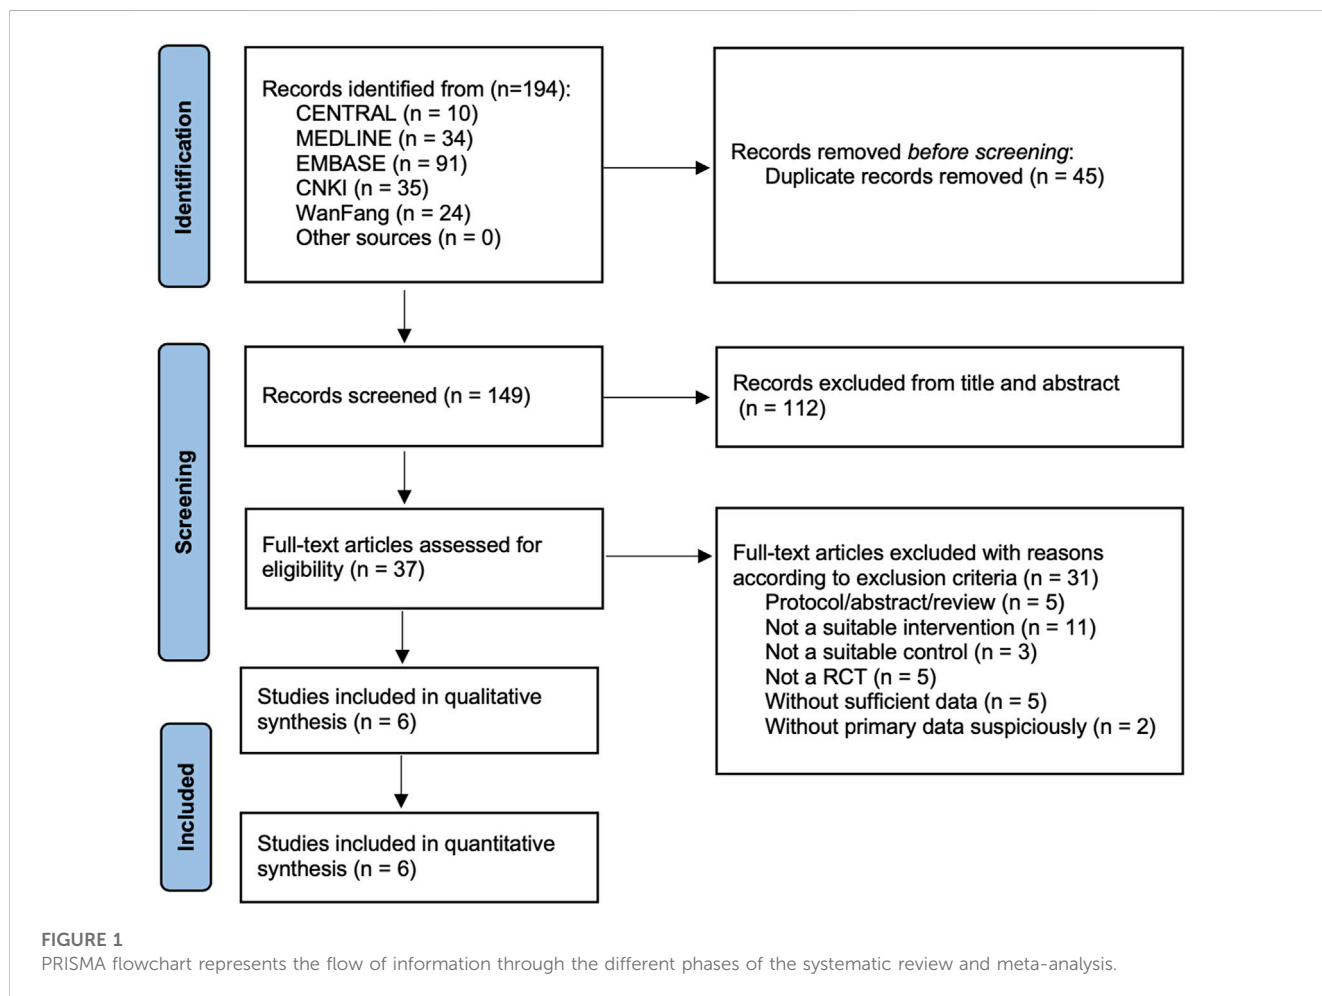 Identification
Records identified from (n=194):
CENTRAL (n = 10)
MEDLINE (n = 34)
EMBASE (n = 91)
CNKI (n = 35)
WanFang (n = 24)
Other sources (n = 0)
Records removed before screening:
Duplicate records removed (n = 45)
Screening
Records screened (n = 149)
Records excluded from title and abstract
(n = 112)
Full-text articles assessed for
eligibility (n = 37)
Full-text articles excluded with reasons
according to exclusion criteria (n = 31)
Protocol/abstract/review (n = 5)
Not a suitable intervention (n = 11)
Not a suitable control (n = 3)
Not a RCT (n = 5)
Without sufficient data (n = 5)
Without primary data suspiciously (n = 2)
Studies included in qualitative
synthesis (n = 6)
Included
Studies included in quantitative
synthesis (n = 6)
FIGURE 1
PRISMA flowchart represents the flow of information through the different phases of the systematic review and meta-analysis.